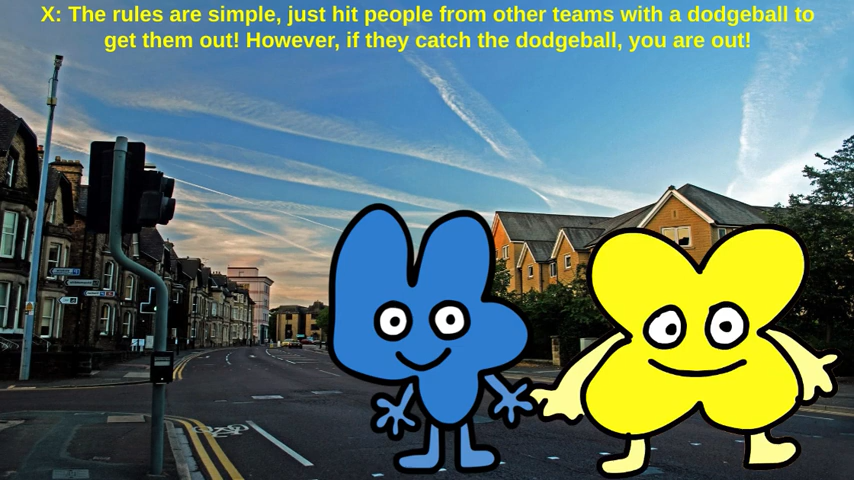 X: The rules are simple, just hit people from other teams with a dodgeball to
get them out! However, if they catch the dodgeball, you are out!